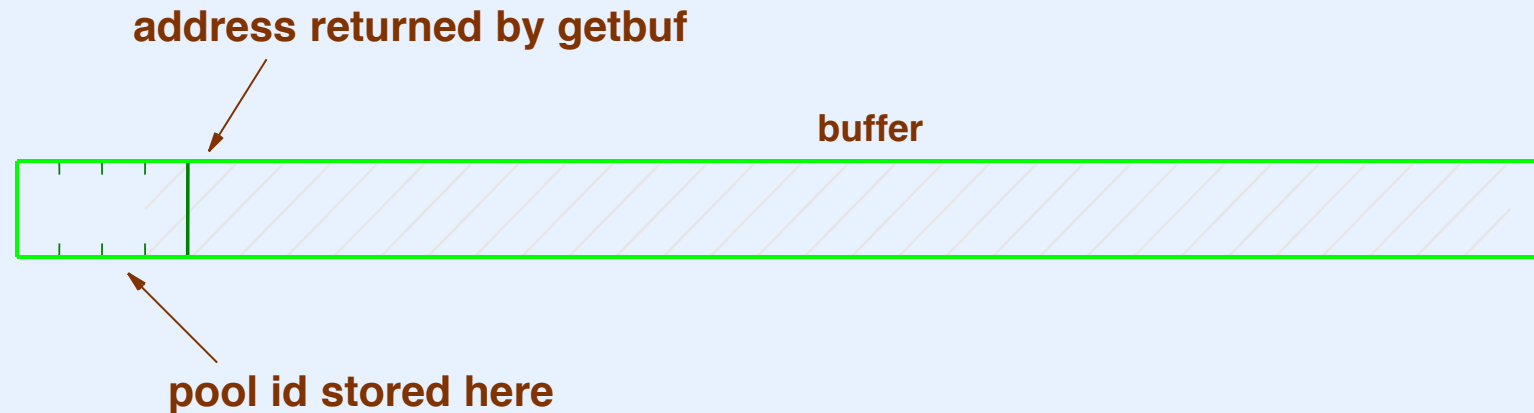 address returned by getbuf
buffer
pool id stored here